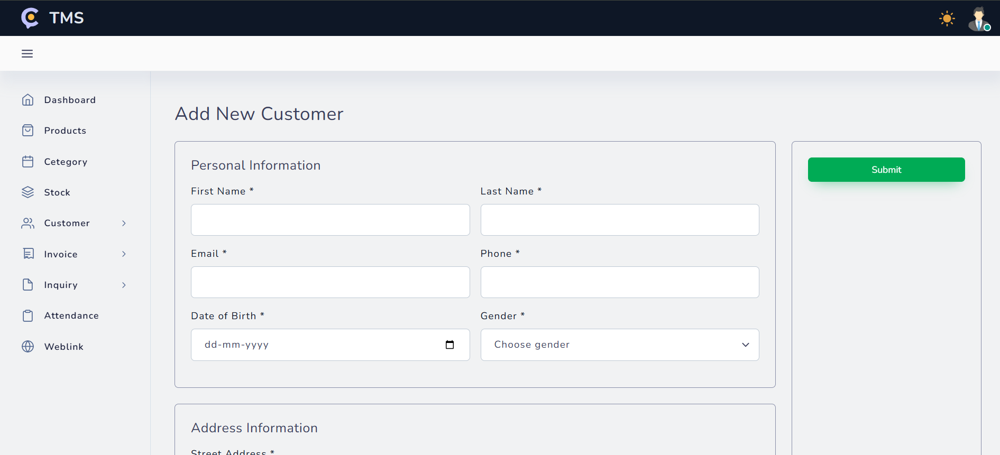 TMS
Dashboard
Products
Cetegory
Stock
Customer
Invoice
Inquiry
Attendance
Weblink
Add New Customer
Personal Information
First Name *
Last Name *
Email *
Phone *
Date of Birth *
Gender *
dd-mm-yyyy
Choose gender
Submit
Address Information
Street Address *